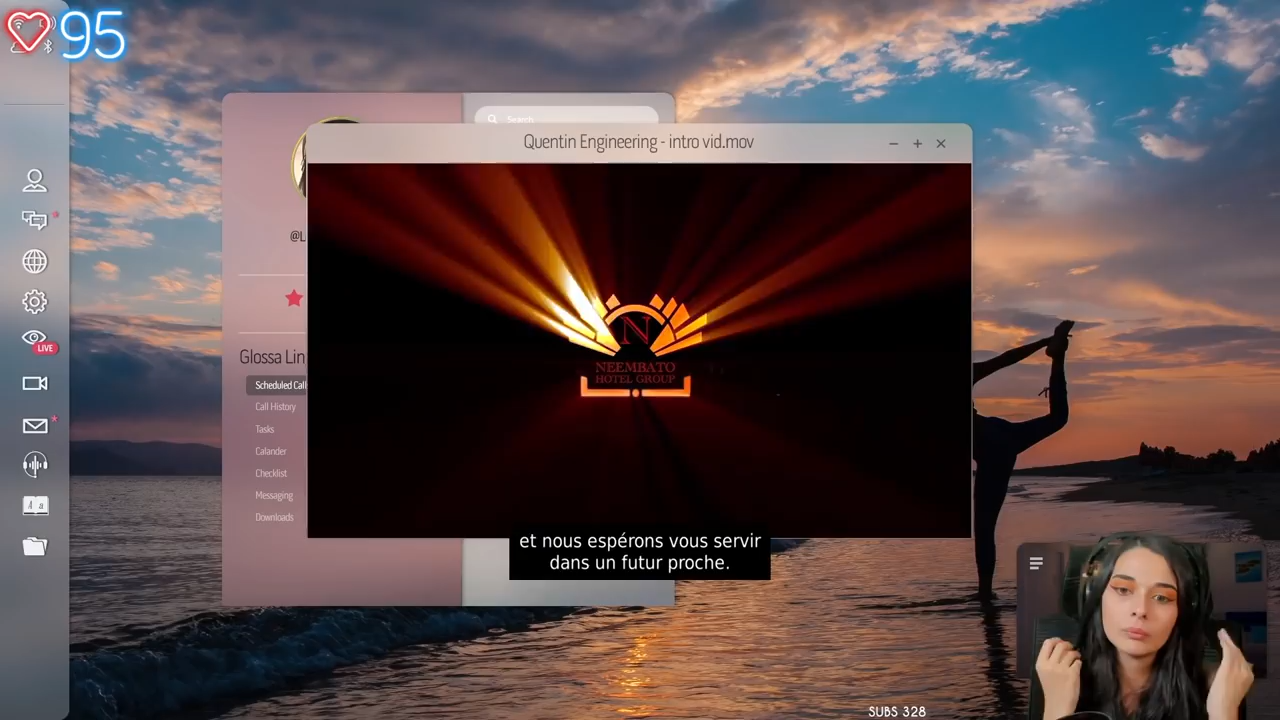 95
Search
Quentin Engineering - intro vid.mov
@L
LIVE
Glossa Lin
Scheduled Call
Call History
Tasks
Calander
Checklist
Messaging
Downloads
A a
N
NEEMBATO
HOTEL GROUP
et nous espérons vous servir
dans un futur proche.
SUBS 328